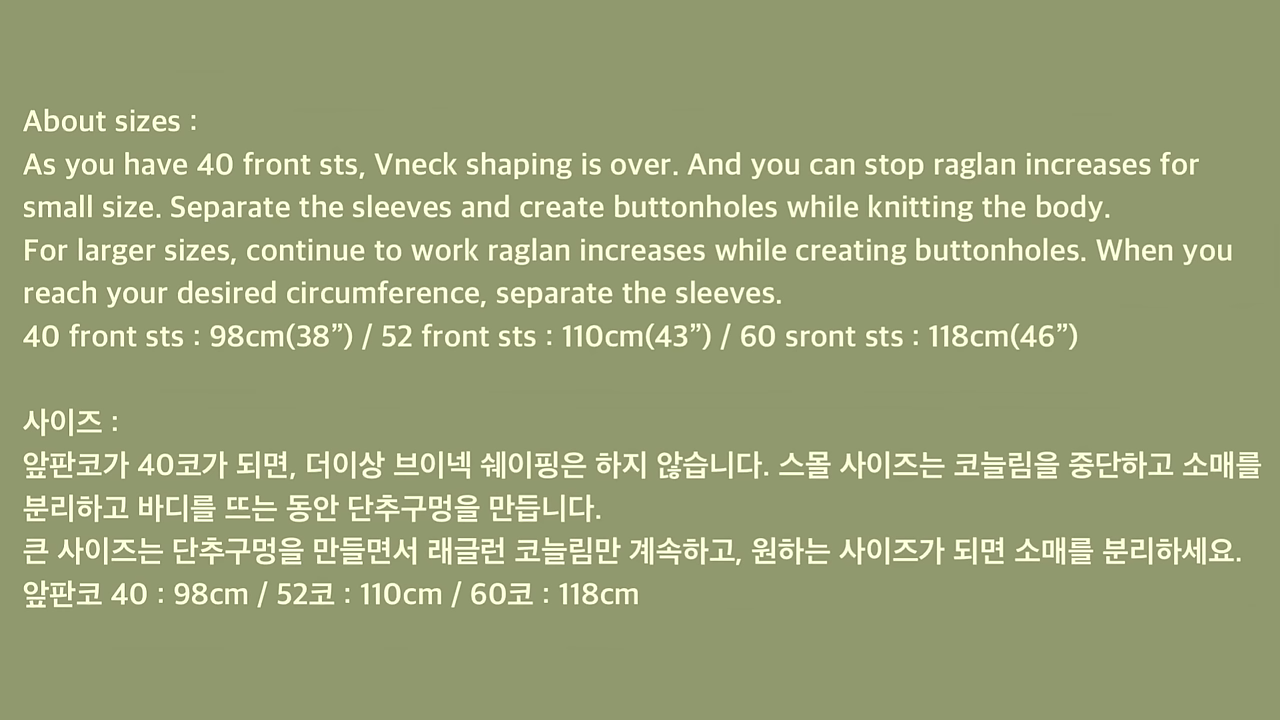 About sizes :
As you have 40 front sts, Vneck shaping is over. And you can stop raglan increases for
small size. Separate the sleeves and create buttonholes while knitting the body.
For larger sizes, continue to work raglan increases while creating buttonholes. When you
reach your desired circumference, separate the sleeves.
40 front sts : 98cm(38”) / 52 front sts : 110cm(43”) / 60 sront sts : 118cm(46”)
사이즈 :
앞판코가 40코가 되면, 더이상 브이넥 쉐이핑은 하지 않습니다. 스몰 사이즈는 코늘림을 중단하고 소매를
분리하고 바디를 뜨는 동안 단추구멍을 만듭니다.
큰 사이즈는 단추구멍을 만들면서 래글런 코늘림만 계속하고, 원하는 사이즈가 되면 소매를 분리하세요.
앞판코 40 : 98cm / 52코 : 110cm / 60코 : 118cm